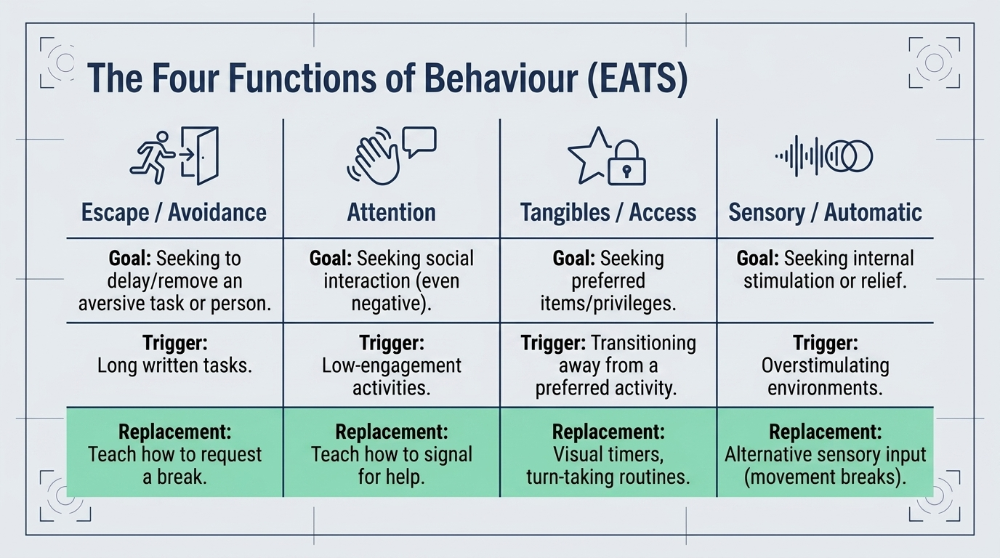 The Four Functions of Behaviour (EATS)
Escape / Avoidance
Attention
Tangibles / Access
Sensory / Automatic
Goal: Seeking to
delay/remove an
aversive task or person.
Goal: Seeking social
interaction (even
negative).
Goal: Seeking
preferred
items/privileges.
Goal: Seeking internal
stimulation or relief.
Trigger:
Long written tasks.
Trigger:
Low-engagement
activities.
Trigger: Transitioning
away from a
preferred activity.
Trigger:
Overstimulating
environments.
Replacement:
Teach how to request
a break.
Replacement:
Teach how to signal
for help.
Replacement:
Visual timers,
turn-taking routines.
Replacement:
Alternative sensory input
(movement breaks).